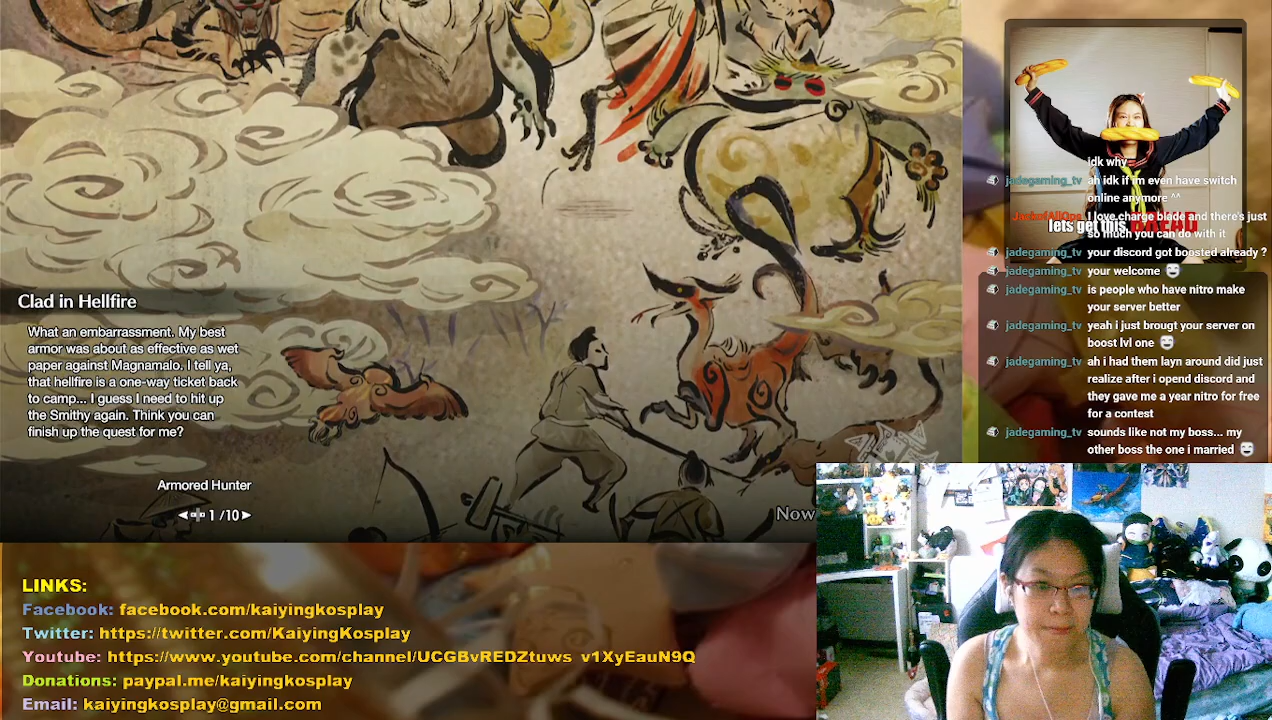 Clad in Hellfire
What an embarrassment. My best
armor was about as effective as wet
paper against Magnamalo. I tell ya,
that hellfire is a one-way ticket back
to camp... I guess I need to hit up
the Smithy again. Think you can
finish up the quest for me?
Armored Hunter
1 /10
Now
LINKS:
Facebook: facebook.com/kaiyingkosplay
Twitter: https://twitter.com/KaiyingKosplay
Youtube: https://www.youtube.com/channel/UCGBvREDZtuws_v1XyEauN9Q
Donations: paypal.me/kaiyingkosplay
Email: kaiyingkosplay@gmail.com
idk why
jadegaming_tv ah idk if i'm even have switch
online anymore ^^
I love charge blade and there's just
so much you can do with it
lets get this BREAD
jadegaming_tv your discord got boosted already ?
jadegaming_tv your welcome
jadegaming_tv is people who have nitro make
your server better
jadegaming_tv yeah i just brougt your server on
boost lvl one
jadegaming_tv ah i had them layn around did just
realize after i opend discord and
they gave me a year nitro for free
for a contest
jadegaming_tv sounds like not my boss... my
other boss the one i married